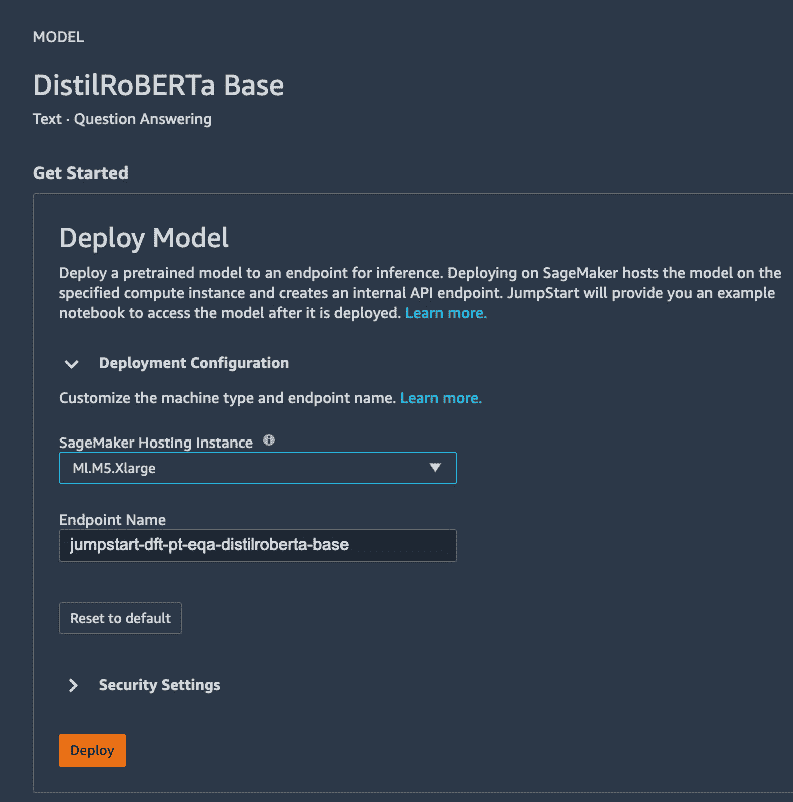 MODEL
DistilRoBERTa Base
Text · Question Answering
Get Started
Deploy Model
Deploy a pretrained model to an endpoint for inference. Deploying on SageMaker hosts the model on the
specified compute instance and creates an internal API endpoint. JumpStart will provide you an example
notebook to access the model after it is deployed. Learn more.
Deployment Configuration
Customize the machine type and endpoint name. Learn more.
SageMaker Hosting Instance
Ml.M5.Xlarge
Endpoint Name
jumpstart-dft-pt-eqa-distilroberta-base
Reset to default
Security Settings
Deploy